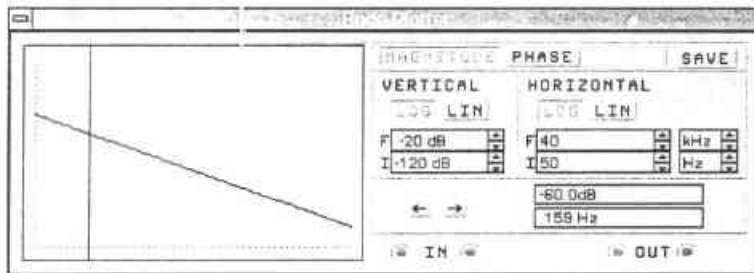 MAGNITUDE PHASE SAVE
VERTICAL HORIZONTAL
LOG LIN LOG LIN
F -20 dB F 40 kHz
I -120 dB I 50 Hz
← → -60.0dB
159 Hz
IN OUT